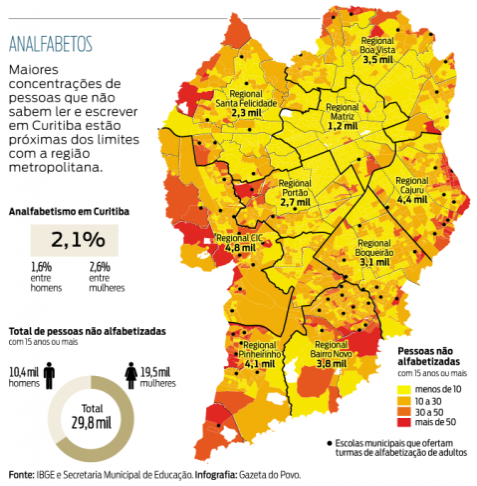 ANALFABETOS
Maiores
concentrações de
pessoas que não
sabem ler e escrever
em Curitiba estão
próximas dos limites
com a região
metropolitana.
Analfabetismo em Curitiba
2,1%
1,6%
entre
homens
2,6%
entre
mulheres
Total de pessoas não alfabetizadas
com 15 anos ou mais
10,4 mil
homens
19,5 mil
mulheres
Total
29,8 mil
Regional
Boa Vista
3,5 mil
Regional
Santa Felicidade
2,3 mil
Regional
Matriz
1,2 mil
Regional
Portão
2,7 mil
Regional
Cajuru
4,4 mil
Regional CIC
4,8 mil
Regional
Boqueirão
3,1 mil
Regional
Pinheirinho
4,1 mil
Regional
Bairro Novo
3,8 mil
Pessoas não
alfabetizadas
com 15 anos ou mais
menos de 10
10 a 30
30 a 50
mais de 50
Escolas municipais que ofertam
turmas de alfabetização de adultos
Fonte: IBGE e Secretaria Municipal de Educação. Infografia: Gazeta do Povo.